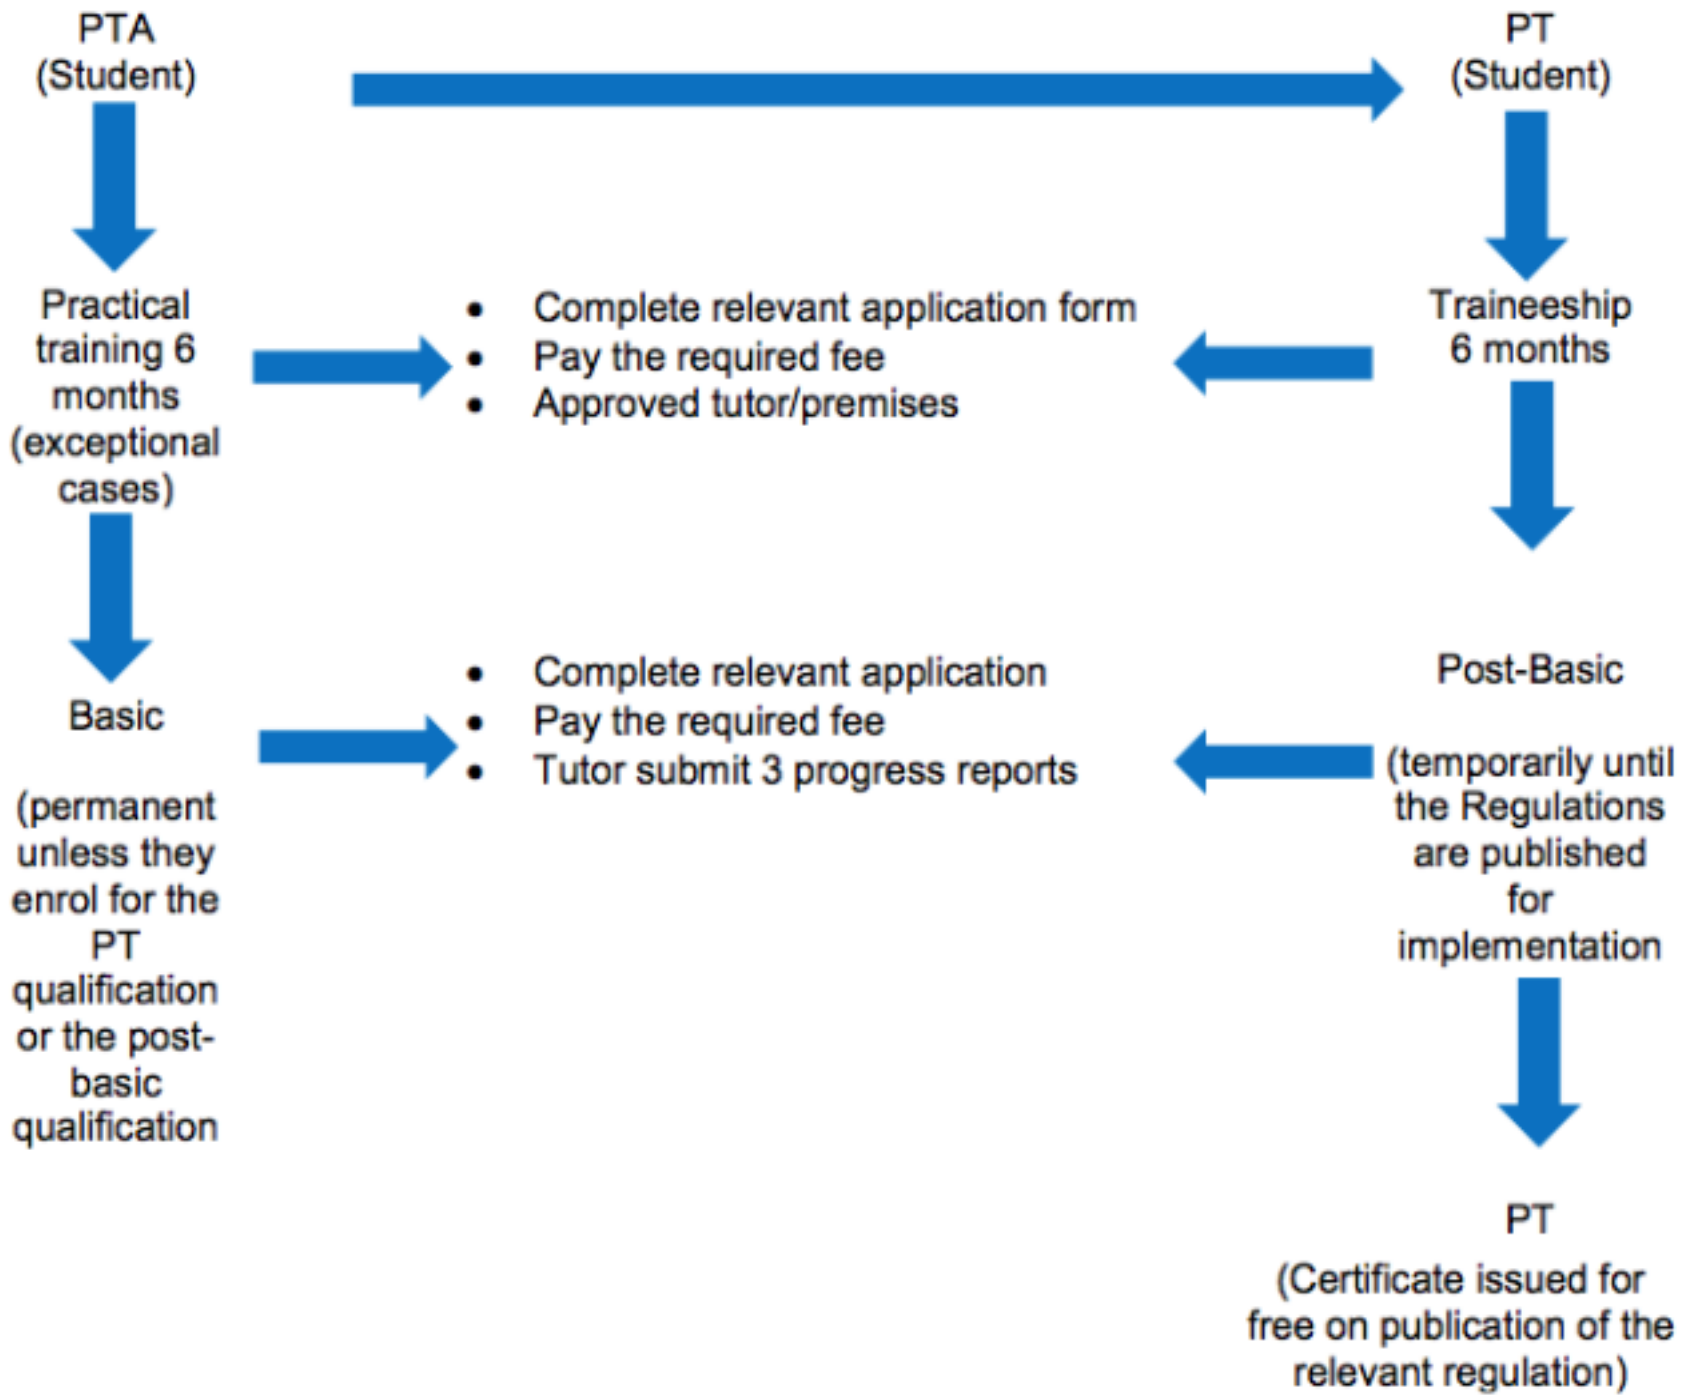 PTA
(Student)
PT
(Student)
Practical
training 6
months
(exceptional
cases)
• Complete relevant application form
• Pay the required fee
• Approved tutor/premises
Traineeship
6 months
Basic
(permanent
unless they
enrol for the
PT
qualification
or the post-
basic
qualification
• Complete relevant application
• Pay the required fee
• Tutor submit 3 progress reports
Post-Basic
(temporarily until
the Regulations
are published
for
implementation
PT
(Certificate issued for
free on publication of the
relevant regulation)